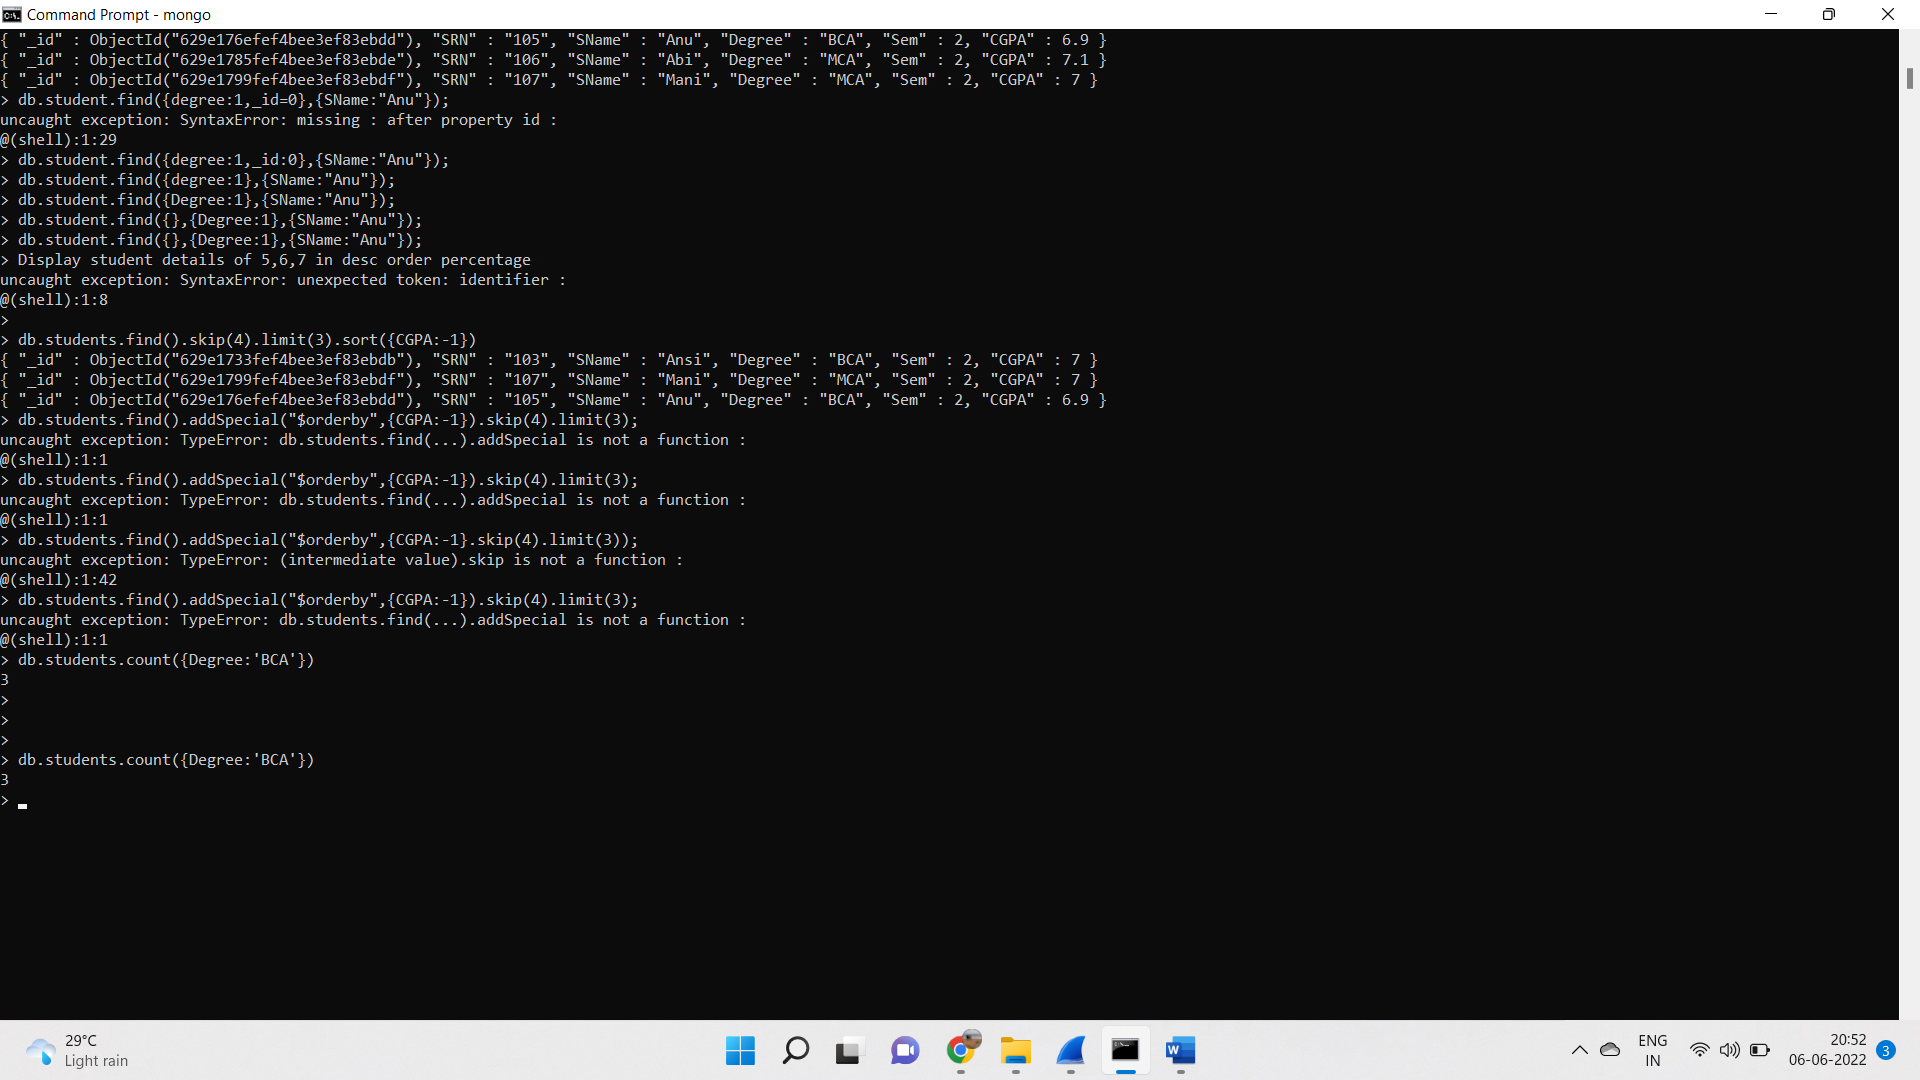 Command Prompt - mongo
{ "_id" : ObjectId("629e176efef4bee3ef83ebdd"), "SRN" : "105", "SName" : "Anu", "Degree" : "BCA", "Sem" : 2, "CGPA" : 6.9 }
{ "_id" : ObjectId("629e1785fef4bee3ef83ebde"), "SRN" : "106", "SName" : "Abi", "Degree" : "MCA", "Sem" : 2, "CGPA" : 7.1 }
{ "_id" : ObjectId("629e1799fef4bee3ef83ebdf"), "SRN" : "107", "SName" : "Mani", "Degree" : "MCA", "Sem" : 2, "CGPA" : 7 }
> db.student.find({degree:1,_id=0},{SName:"Anu"});
uncaught exception: SyntaxError: missing : after property id :
@(shell):1:29
> db.student.find({degree:1,_id:0},{SName:"Anu"});
> db.student.find({degree:1},{SName:"Anu"});
> db.student.find({Degree:1},{SName:"Anu"});
> db.student.find({},{Degree:1},{SName:"Anu"});
> db.student.find({},{Degree:1},{SName:"Anu"});
> Display student details of 5,6,7 in desc order percentage
uncaught exception: SyntaxError: unexpected token: identifier :
@(shell):1:8
>
> db.students.find().skip(4).limit(3).sort({CGPA:-1})
{ "_id" : ObjectId("629e1733fef4bee3ef83ebdb"), "SRN" : "103", "SName" : "Ansi", "Degree" : "BCA", "Sem" : 2, "CGPA" : 7 }
{ "_id" : ObjectId("629e1799fef4bee3ef83ebdf"), "SRN" : "107", "SName" : "Mani", "Degree" : "MCA", "Sem" : 2, "CGPA" : 7 }
{ "_id" : ObjectId("629e176efef4bee3ef83ebdd"), "SRN" : "105", "SName" : "Anu", "Degree" : "BCA", "Sem" : 2, "CGPA" : 6.9 }
> db.students.find().addSpecial("$orderby",{CGPA:-1}).skip(4).limit(3);
uncaught exception: TypeError: db.students.find(...).addSpecial is not a function :
@(shell):1:1
> db.students.find().addSpecial("$orderby",{CGPA:-1}).skip(4).limit(3);
uncaught exception: TypeError: db.students.find(...).addSpecial is not a function :
@(shell):1:1
> db.students.find().addSpecial("$orderby",{CGPA:-1}.skip(4).limit(3));
uncaught exception: TypeError: (intermediate value).skip is not a function :
@(shell):1:42
> db.students.find().addSpecial("$orderby",{CGPA:-1}).skip(4).limit(3);
uncaught exception: TypeError: db.students.find(...).addSpecial is not a function :
@(shell):1:1
> db.students.count({Degree:'BCA'})
3
>
>
>
> db.students.count({Degree:'BCA'})
3
>
29°C
Light rain
ENG
IN
20:52
06-06-2022
3